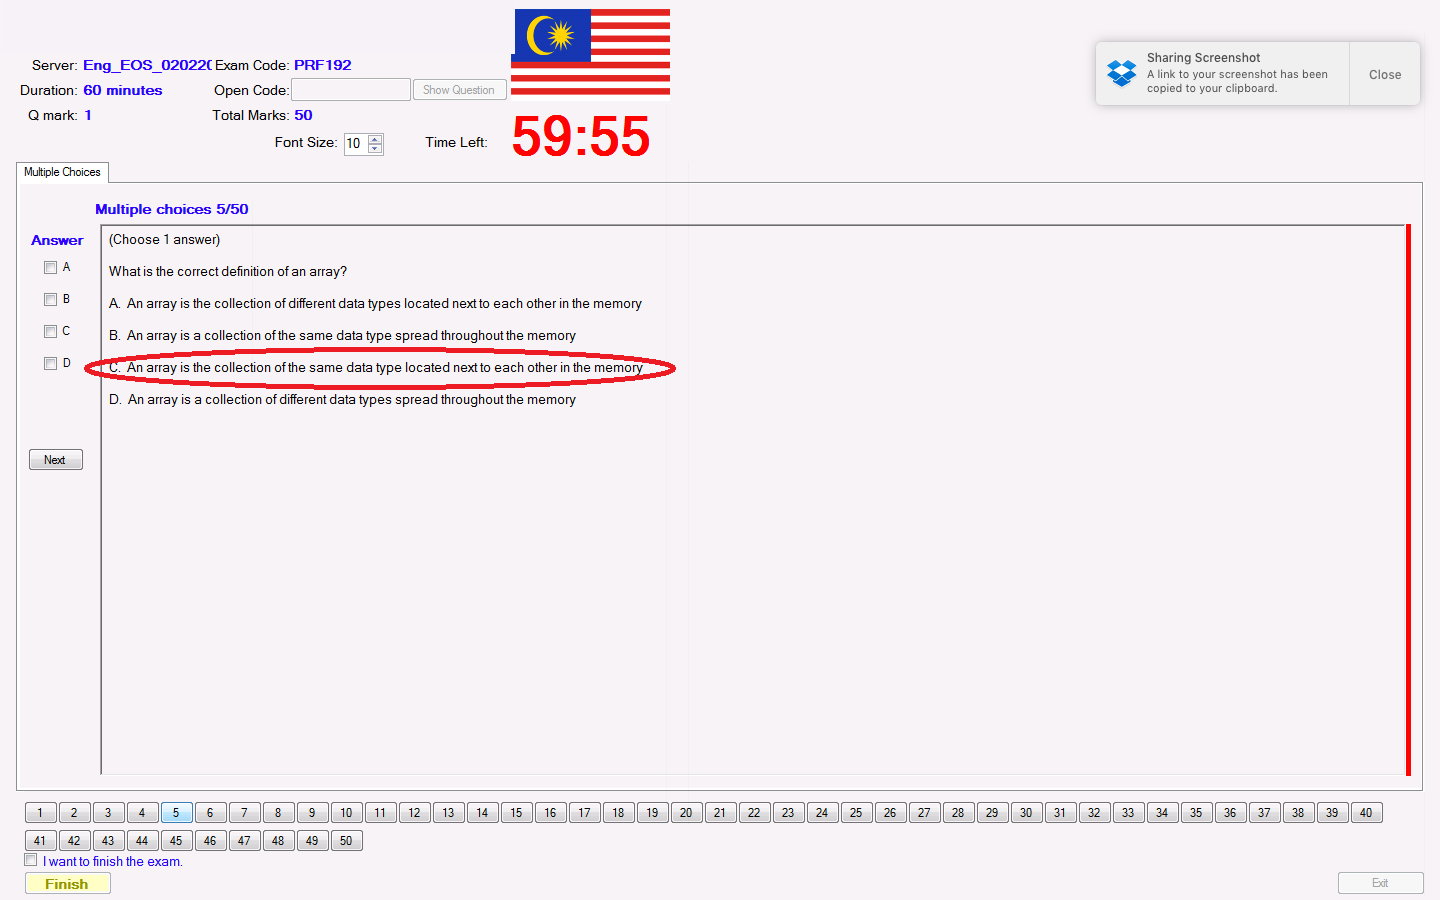 Server: Eng_EOS_020220 Exam Code: PRF192
Duration: 60 minutes Open Code: Show Question
Q mark: 1 Total Marks: 50
Font Size: 10 Time Left: 59:55
Sharing Screenshot
A link to your screenshot has been
copied to your clipboard.
Close
Multiple Choices
Multiple choices 5/50
Answer
A
B
C
D
Next
(Choose 1 answer)
What is the correct definition of an array?
A. An array is the collection of different data types located next to each other in the memory
B. An array is a collection of the same data type spread throughout the memory
C. An array is the collection of the same data type located next to each other in the memory
D. An array is a collection of different data types spread throughout the memory
1 2 3 4 5 6 7 8 9 10 11 12 13 14 15 16 17 18 19 20 21 22 23 24 25 26 27 28 29 30 31 32 33 34 35 36 37 38 39 40
41 42 43 44 45 46 47 48 49 50
I want to finish the exam.
Finish
Exit